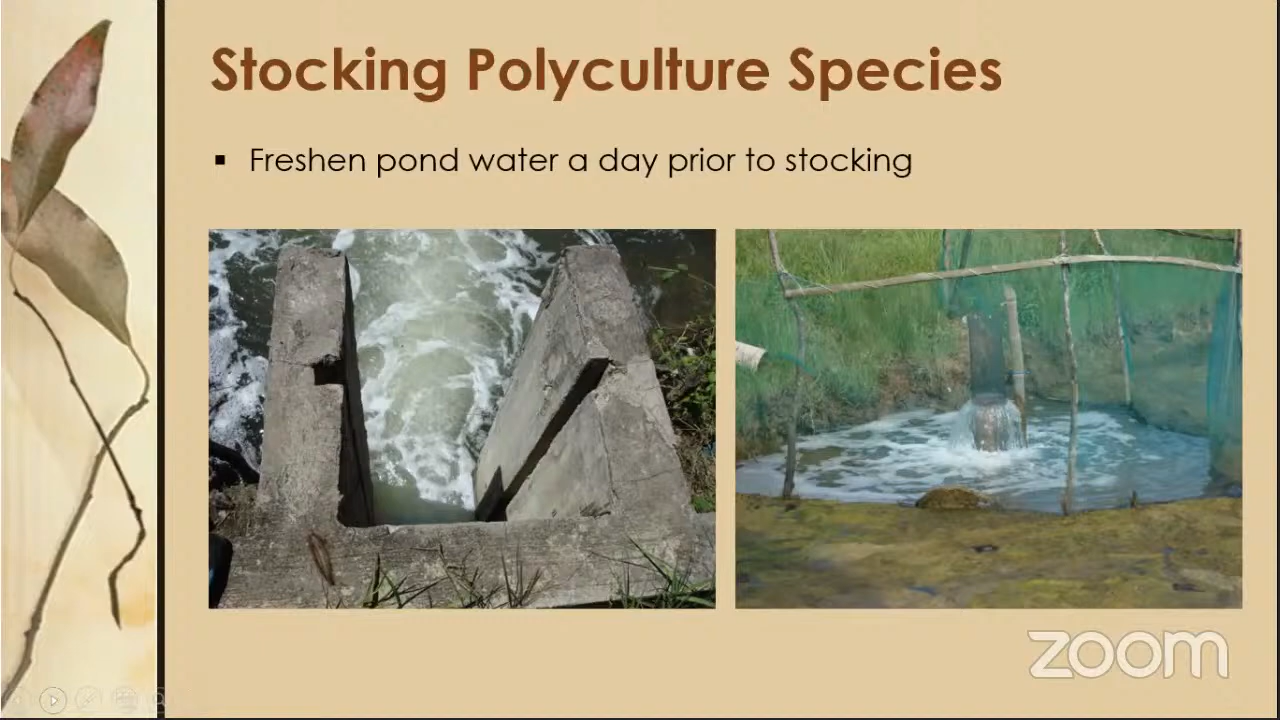 Stocking Polyculture Species
▪ Freshen pond water a day prior to stocking
zoom